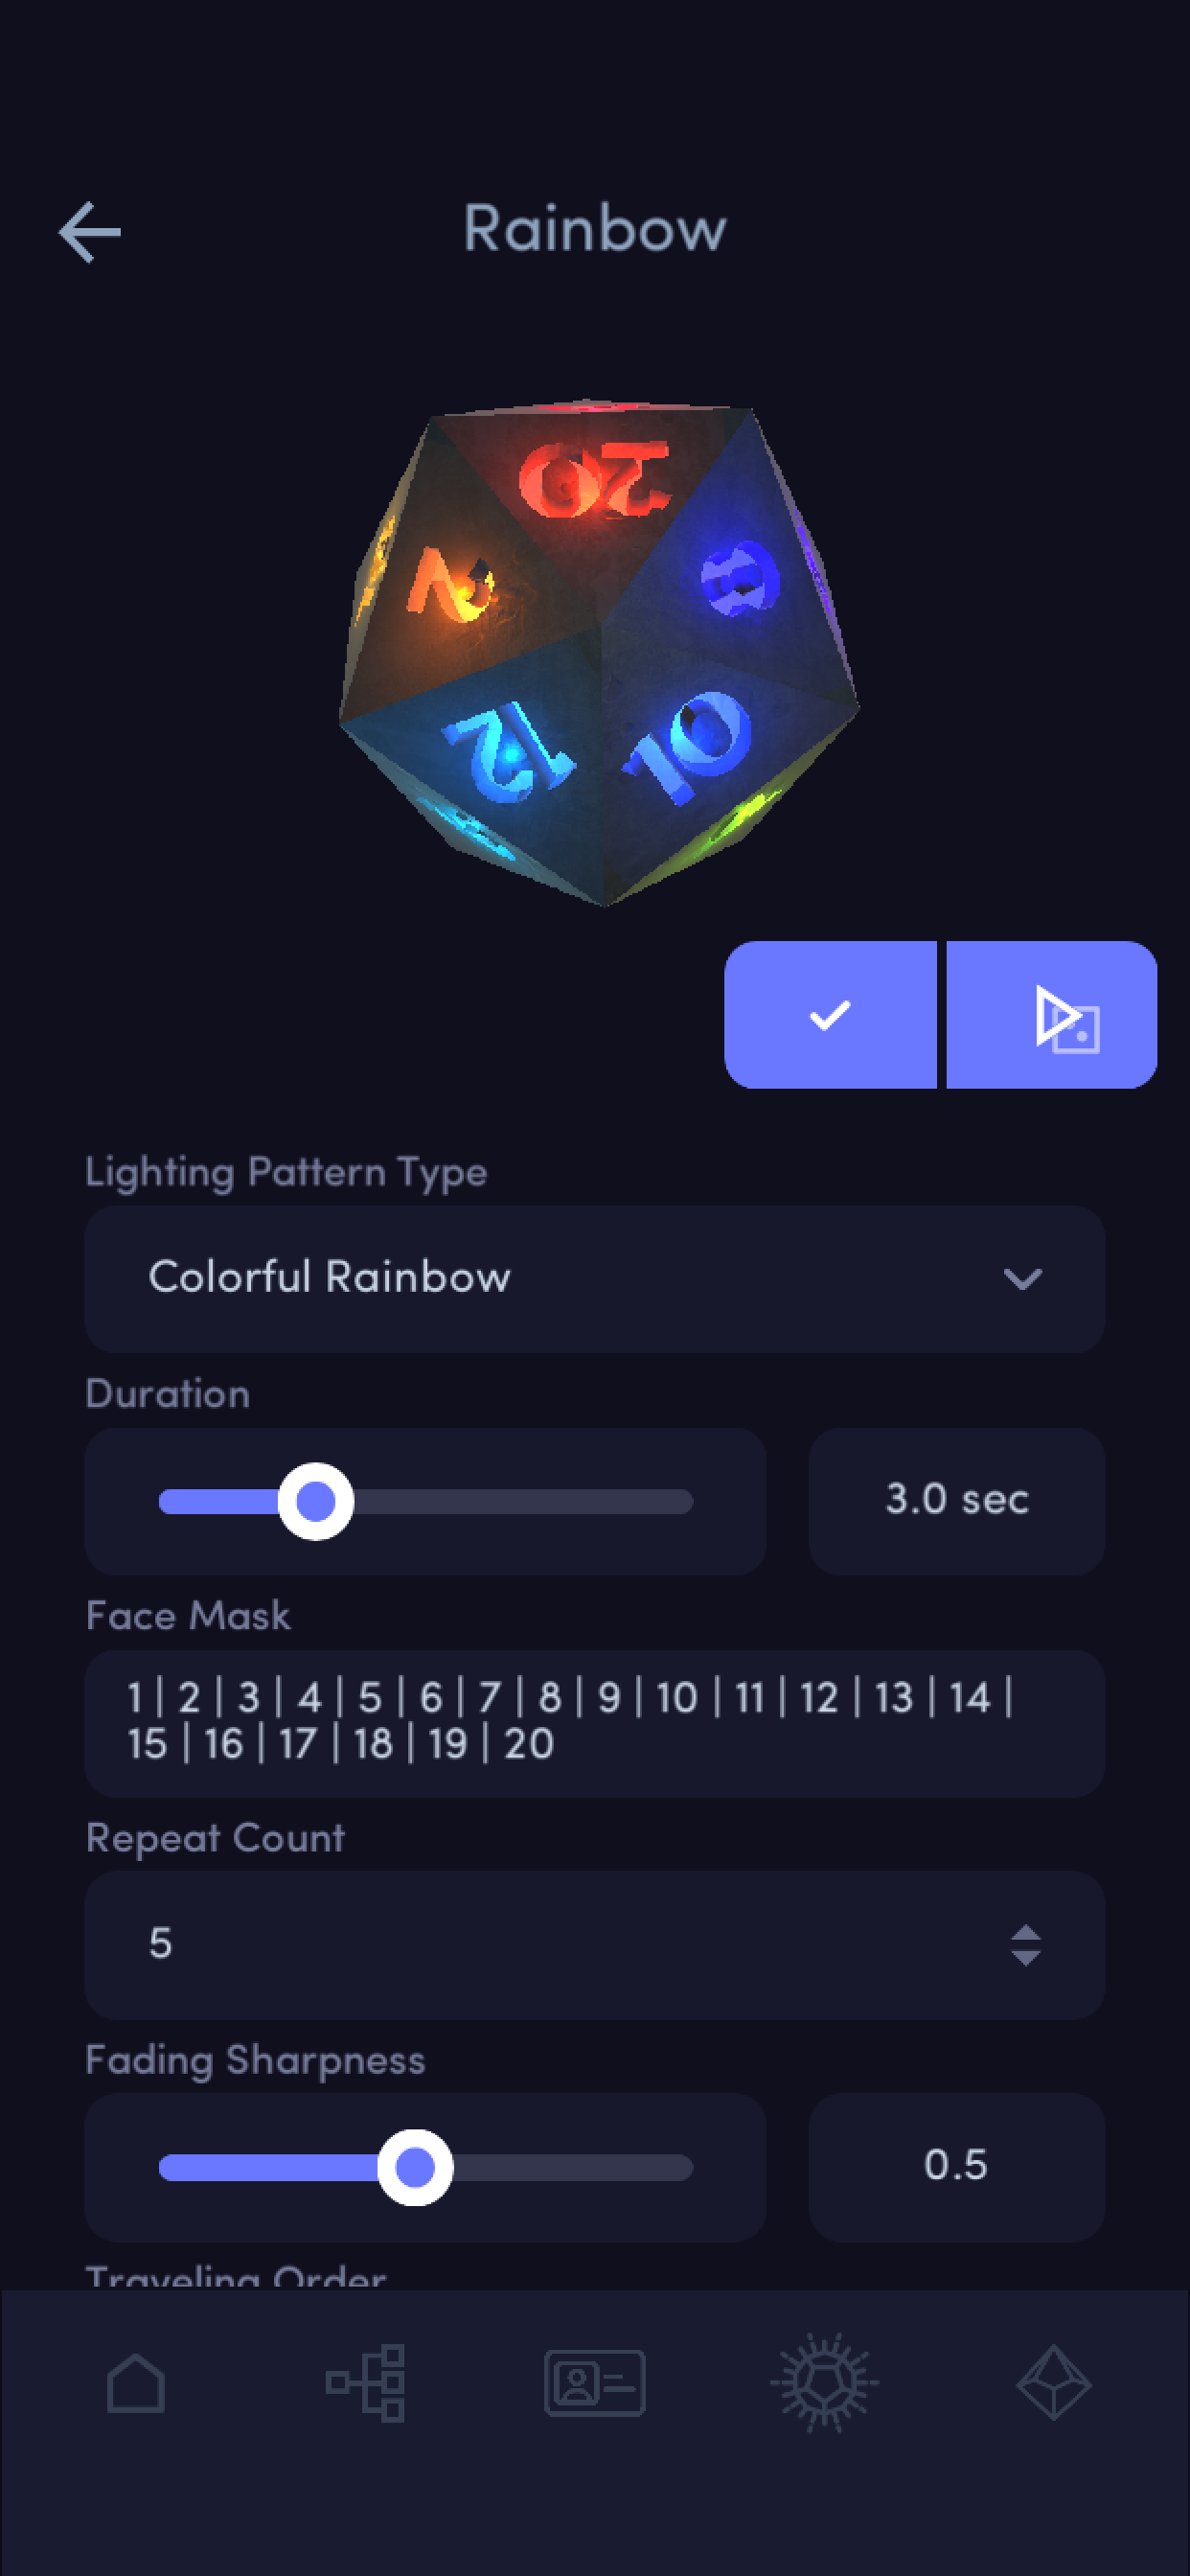 Rainbow
20
2
8
12
10
Lighting Pattern Type
Colorful Rainbow
Duration
3.0 sec
Face Mask
1 | 2 | 3 | 4 | 5 | 6 | 7 | 8 | 9 | 10 | 11 | 12 | 13 | 14 |
15 | 16 | 17 | 18 | 19 | 20
Repeat Count
5
Fading Sharpness
0.5
Traveling Order